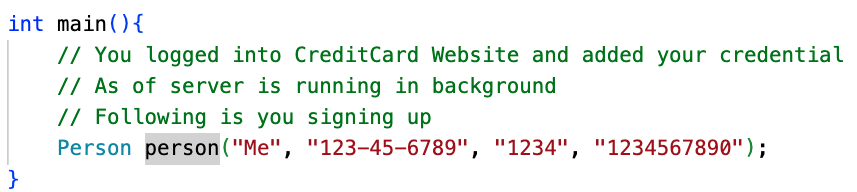 int main(){
// You logged into CreditCard Website and added your credential
// As of server is running in background
// Following is you signing up
Person person("Me", "123-45-6789", "1234", "1234567890");
}